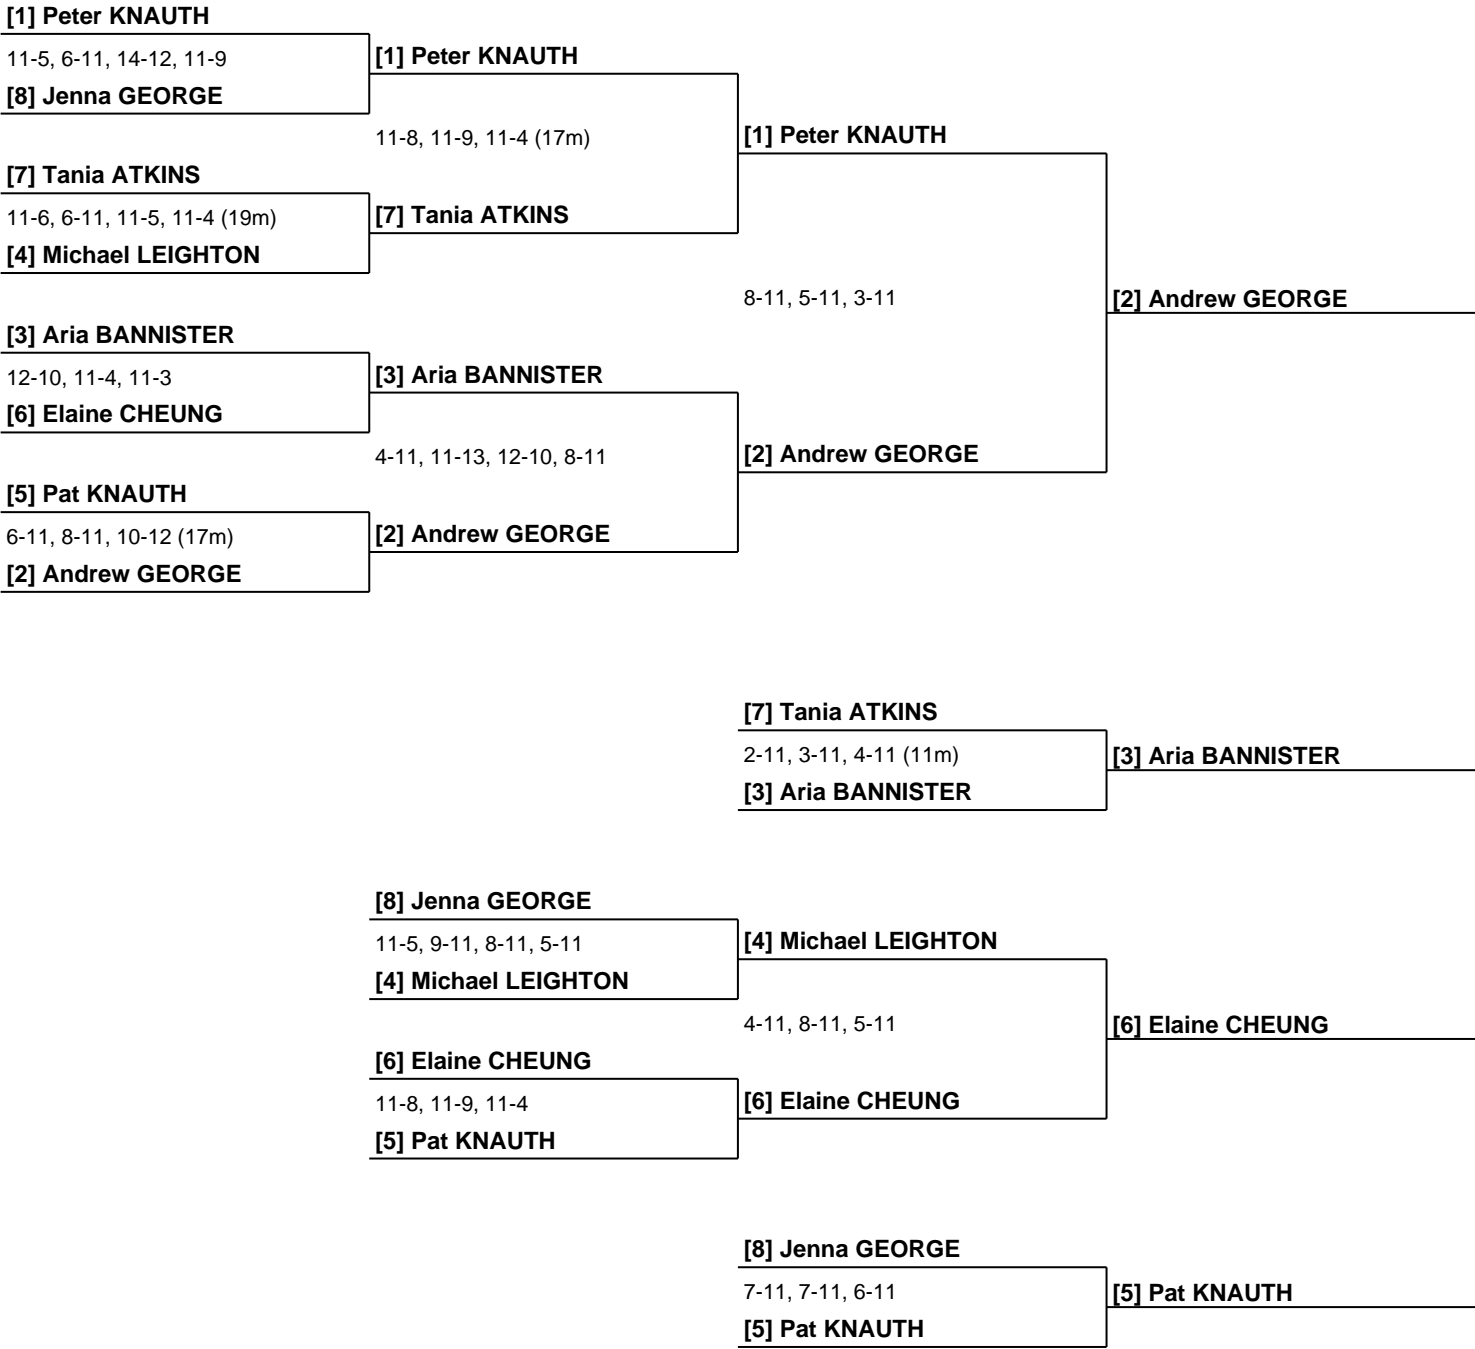 [1] Peter KNAUTH
11-5, 6-11, 14-12, 11-9
[8] Jenna GEORGE
[1] Peter KNAUTH
11-8, 11-9, 11-4 (17m)
[1] Peter KNAUTH
[7] Tania ATKINS
11-6, 6-11, 11-5, 11-4 (19m)
[4] Michael LEIGHTON
[7] Tania ATKINS
8-11, 5-11, 3-11
[2] Andrew GEORGE
[3] Aria BANNISTER
12-10, 11-4, 11-3
[6] Elaine CHEUNG
[3] Aria BANNISTER
4-11, 11-13, 12-10, 8-11
[2] Andrew GEORGE
[5] Pat KNAUTH
6-11, 8-11, 10-12 (17m)
[2] Andrew GEORGE
[2] Andrew GEORGE
[7] Tania ATKINS
2-11, 3-11, 4-11 (11m)
[3] Aria BANNISTER
[3] Aria BANNISTER
[8] Jenna GEORGE
11-5, 9-11, 8-11, 5-11
[4] Michael LEIGHTON
[4] Michael LEIGHTON
4-11, 8-11, 5-11
[6] Elaine CHEUNG
[6] Elaine CHEUNG
11-8, 11-9, 11-4
[5] Pat KNAUTH
[6] Elaine CHEUNG
[8] Jenna GEORGE
7-11, 7-11, 6-11
[5] Pat KNAUTH
[5] Pat KNAUTH